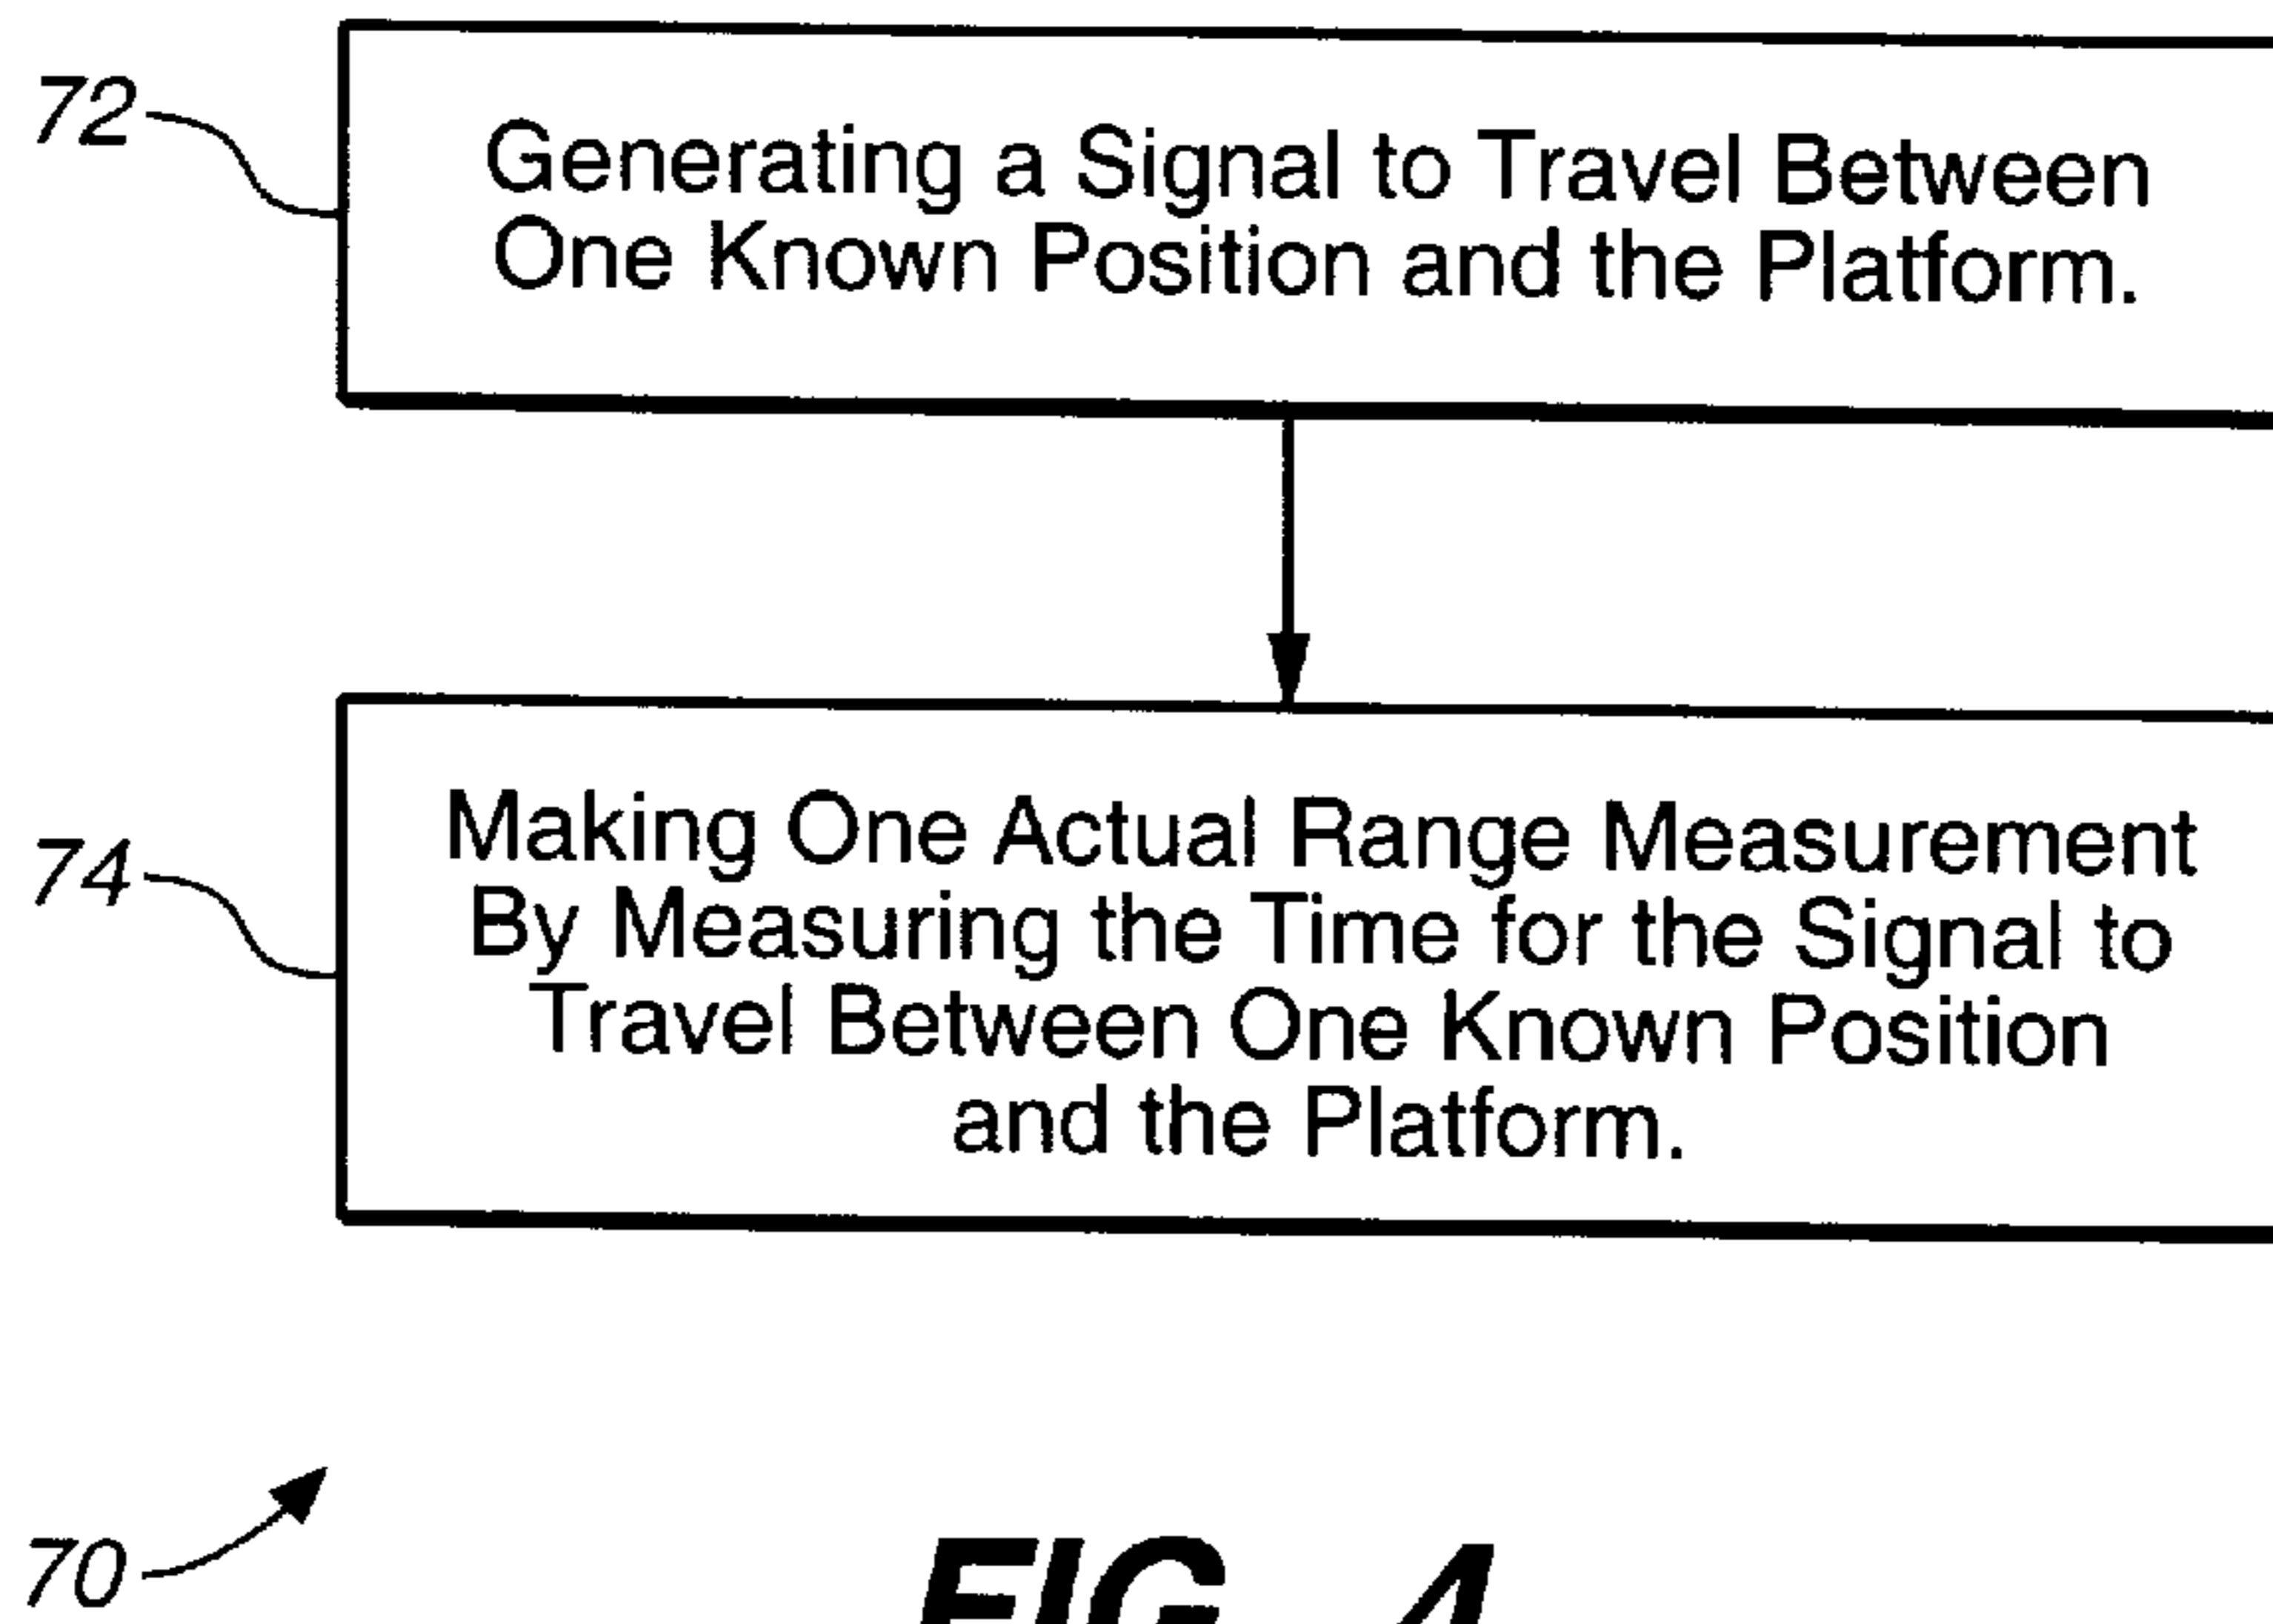 72
Generating a Signal to Travel Between
One Known Position and the Platform.
74
Making One Actual Range Measurement
By Measuring the Time for the Signal to
Travel Between One Known Position
and the Platform.
70
FIG_4